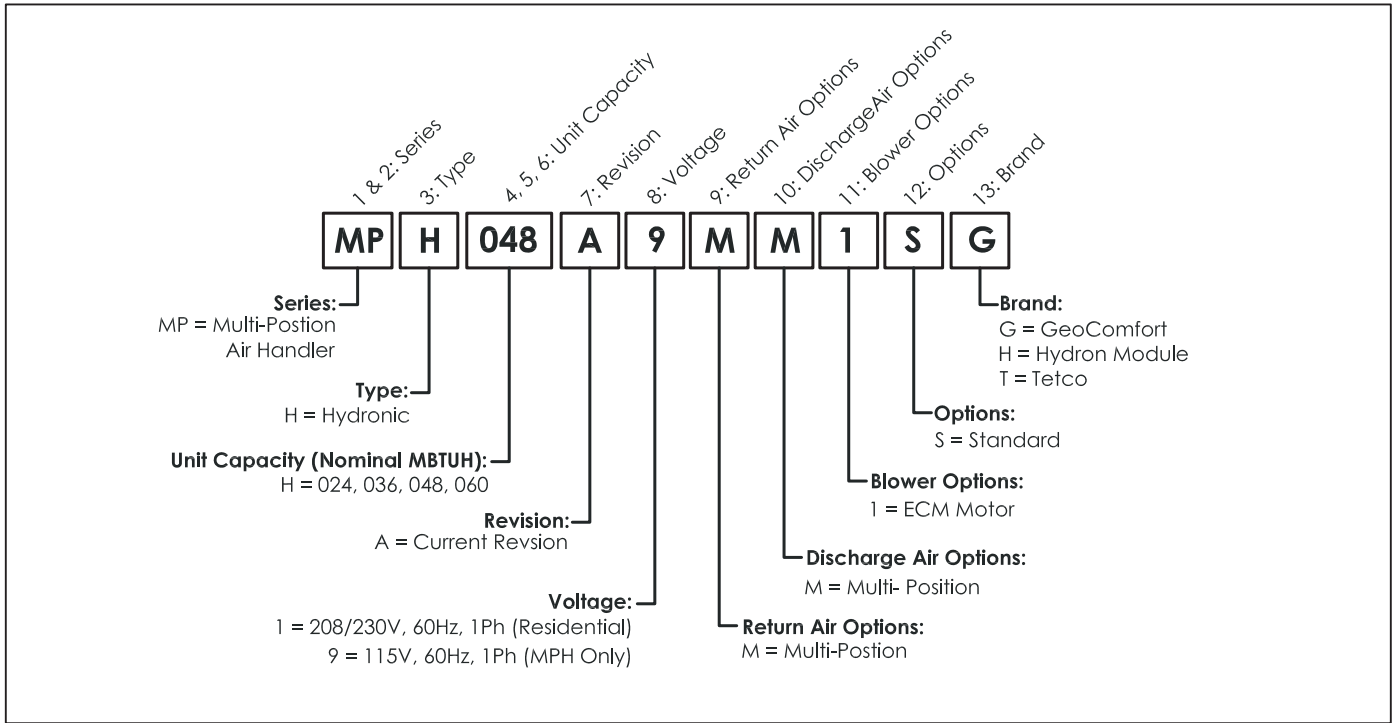 1 & 2: Series
3: Type
4, 5, 6: Unit Capacity
7: Revision
8: Voltage
9: Return Air Options
10: DischargeAir Options
11: Blower Options
12: Options
13: Brand
MP H 048 A 9 M M 1 S G
Series:
MP = Multi-Postion
Air Handler
Type:
H = Hydronic
Unit Capacity (Nominal MBTUH):
H = 024, 036, 048, 060
Revision:
A = Current Revsion
Voltage:
1 = 208/230V, 60Hz, 1Ph (Residential)
9 = 115V, 60Hz, 1Ph (MPH Only)
Brand:
G = GeoComfort
H = Hydron Module
T = Tetco
Options:
S = Standard
Blower Options:
1 = ECM Motor
Discharge Air Options:
M = Multi- Position
Return Air Options:
M = Multi-Postion